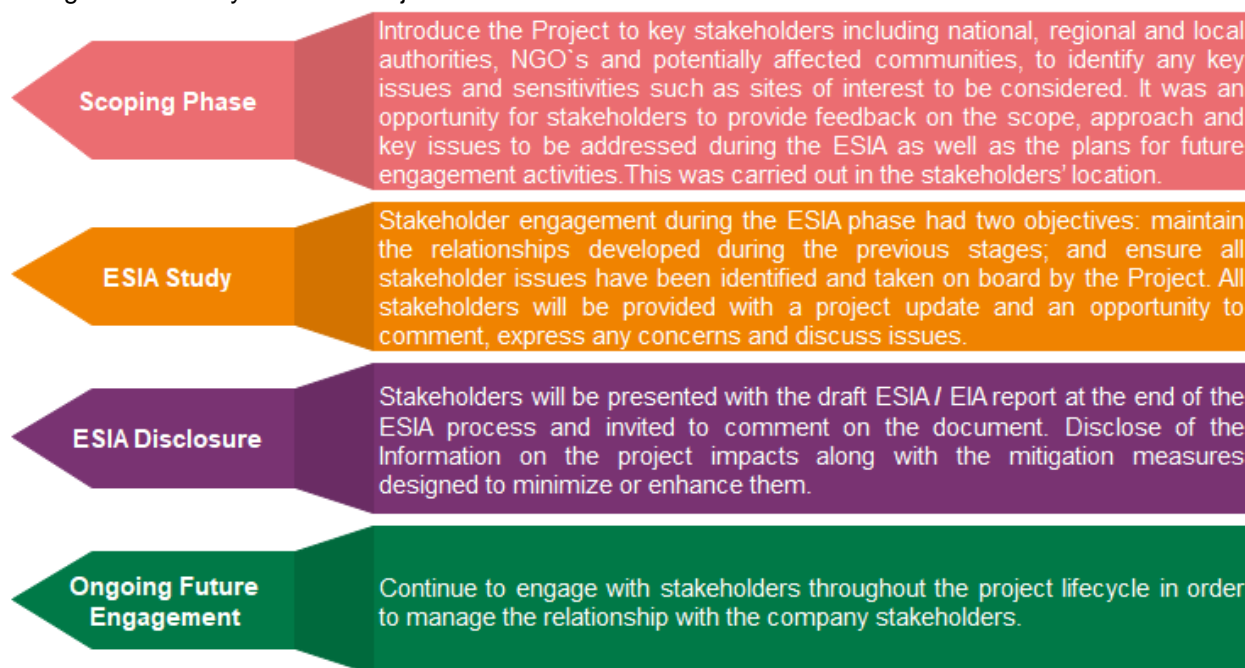 Scoping Phase
Introduce the Project to key stakeholders including national, regional and local
authorities, NGO`s and potentially affected communities, to identify any key
issues and sensitivities such as sites of interest to be considered. It was an
opportunity for stakeholders to provide feedback on the scope, approach and
key issues to be addressed during the ESIA as well as the plans for future
engagement activities.This was carried out in the stakeholders' location.
ESIA Study
Stakeholder engagement during the ESIA phase had two objectives: maintain
the relationships developed during the previous stages; and ensure all
stakeholder issues have been identified and taken on board by the Project. All
stakeholders will be provided with a project update and an opportunity to
comment, express any concerns and discuss issues.
ESIA Disclosure
Stakeholders will be presented with the draft ESIA / EIA report at the end of the
ESIA process and invited to comment on the document. Disclose of the
Information on the project impacts along with the mitigation measures
designed to minimize or enhance them.
Ongoing Future
Engagement
Continue to engage with stakeholders throughout the project lifecycle in order
to manage the relationship with the company stakeholders.